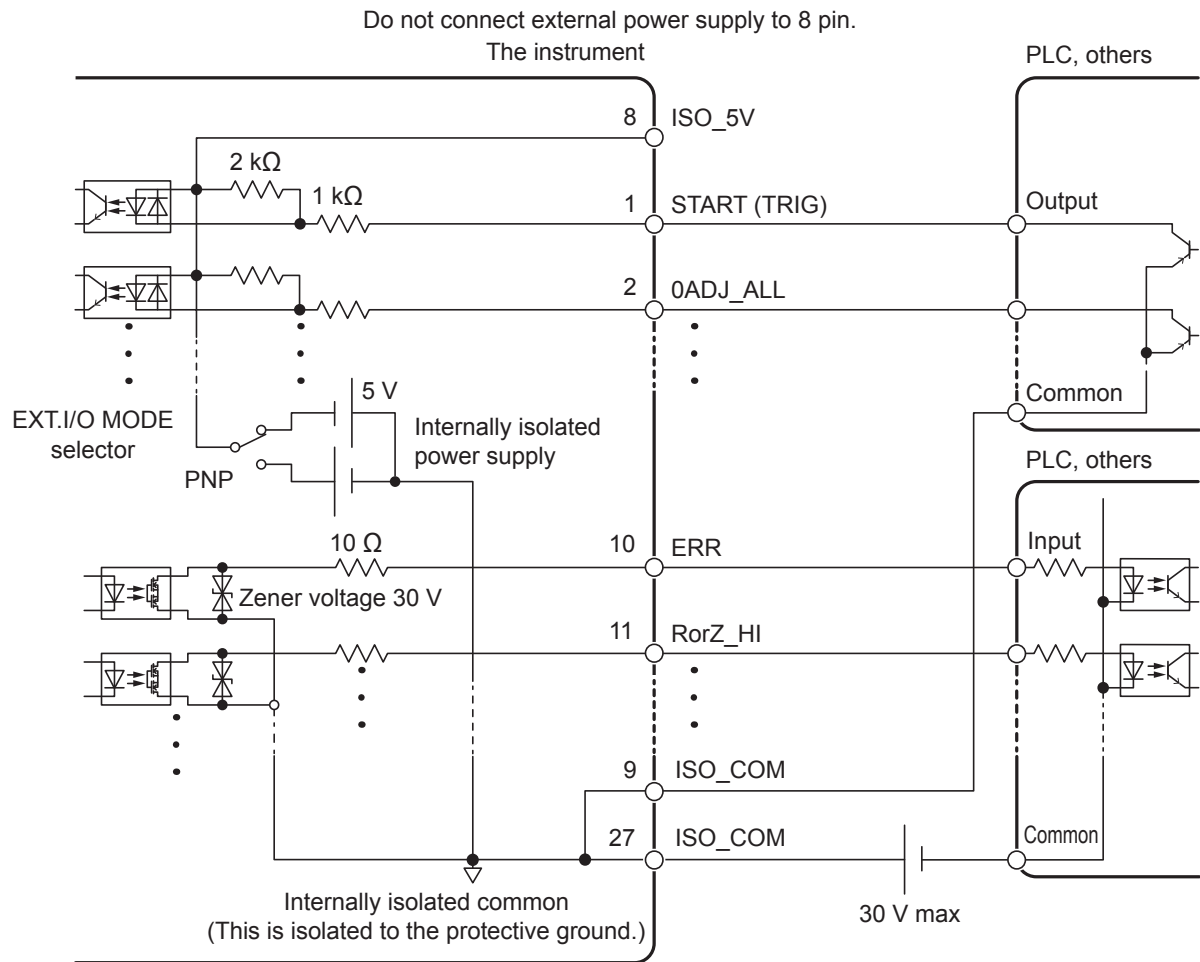 Do not connect external power supply to 8 pin.
The instrument
PLC, others
8 ISO_5V
2 kΩ
1 kΩ
1 START (TRIG)
Output
2 0ADJ_ALL
Common
5 V
EXT.I/O MODE
selector
Internally isolated
power supply
PNP
PLC, others
10 Ω
10 ERR
Input
Zener voltage 30 V
11 RorZ_HI
9 ISO_COM
27 ISO_COM
Common
Internally isolated common
(This is isolated to the protective ground.)
30 V max